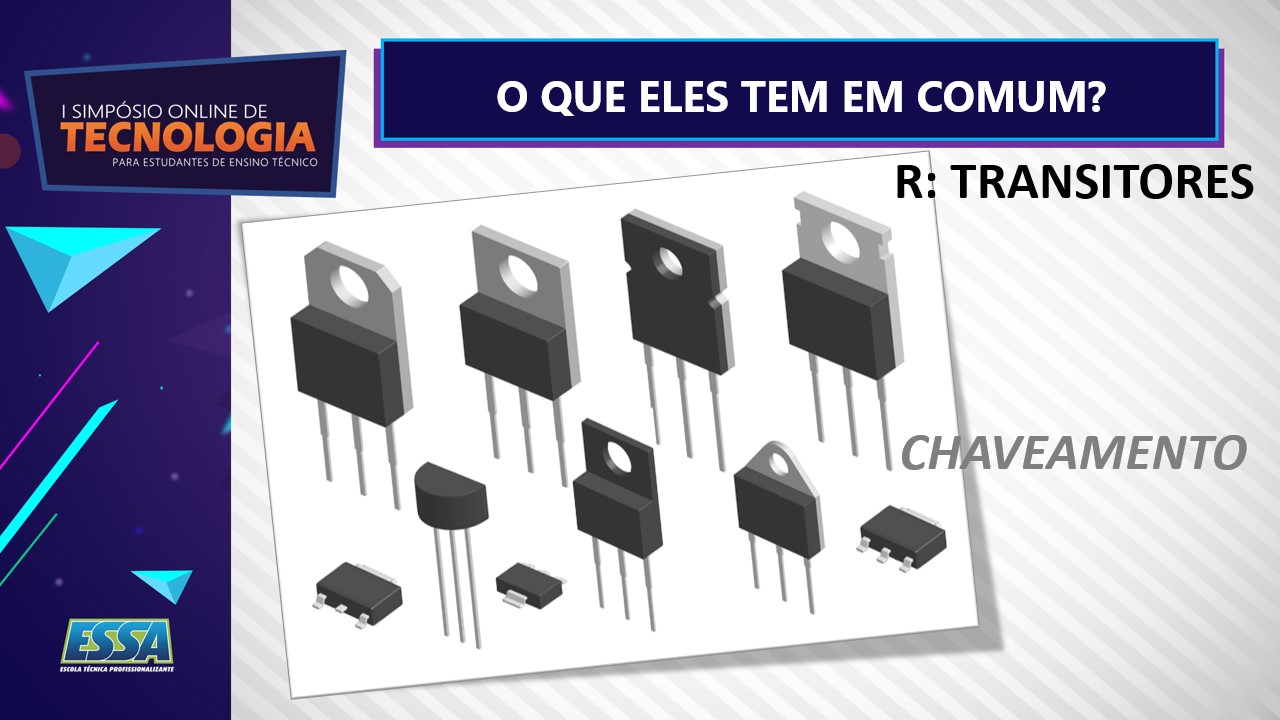 I SIMPÓSIO ONLINE DE
TECNOLOGIA
PARA ESTUDANTES DE ENSINO TÉCNICO
O QUE ELES TEM EM COMUM?
R: TRANSITORES
CHAVEAMENTO
ESSA
ESCOLA TÉCNICA PROFISSIONALIZANTE